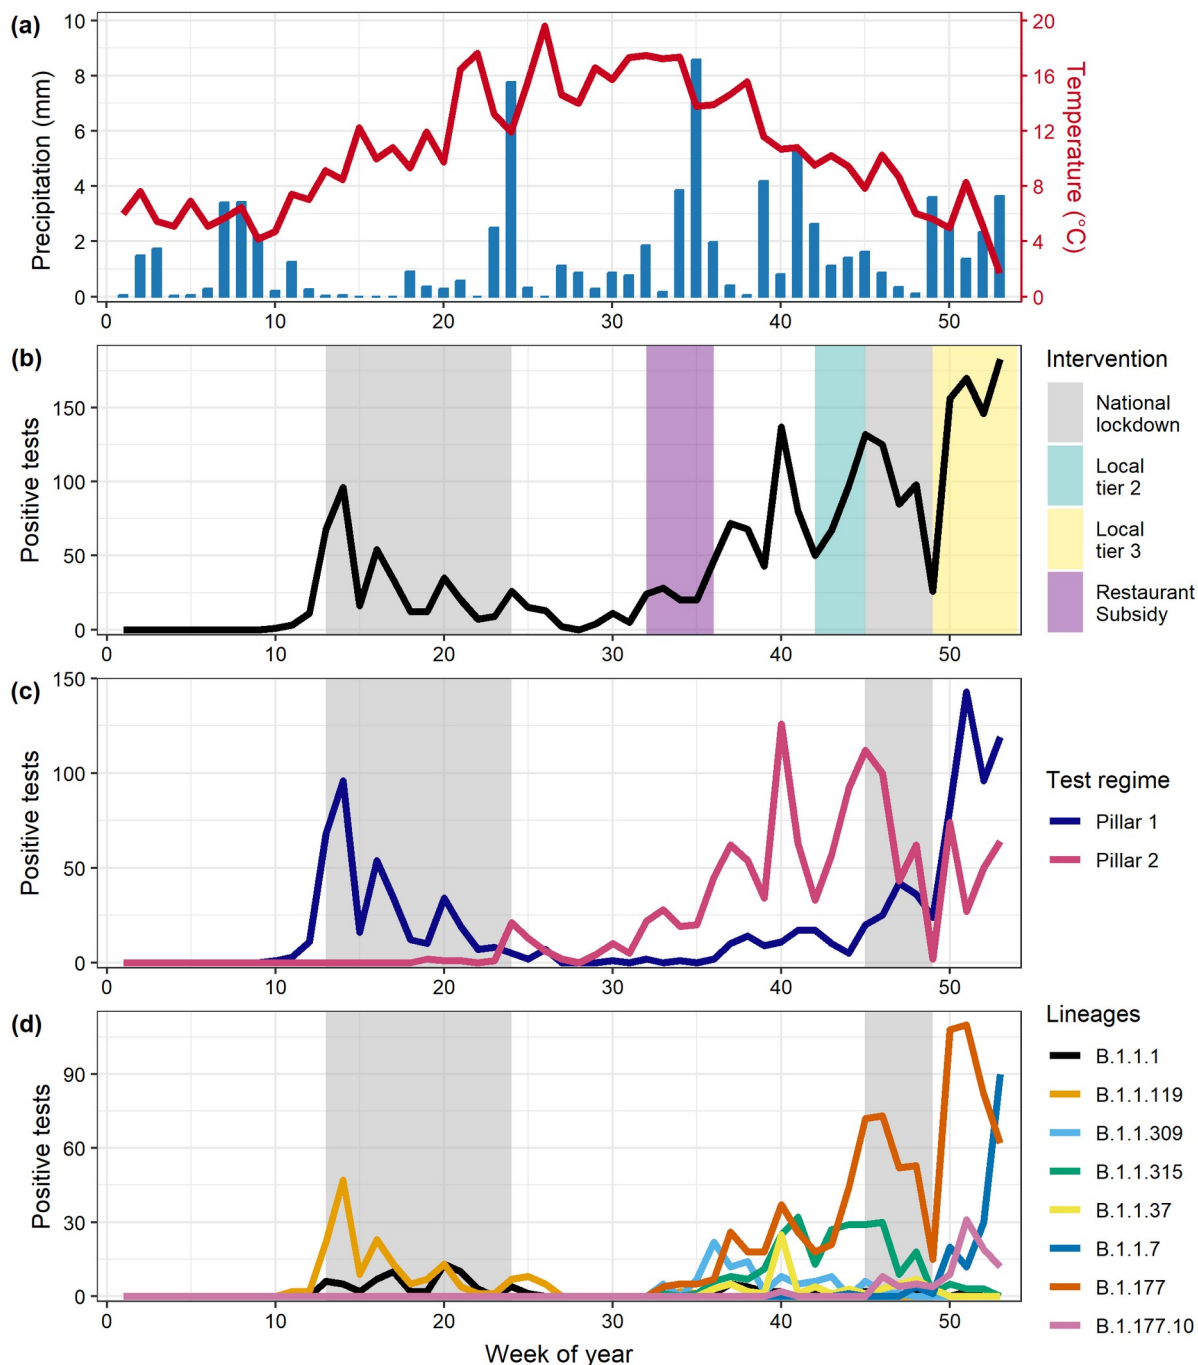 (a)
10
8
6
4
2
0
Precipitation (mm)
20
16
12
8
4
0
Temperature (°C)
0 10 20 30 40 50
(b)
150
100
50
0
Positive tests
0 10 20 30 40 50
Intervention
National
lockdown
Local
tier 2
Local
tier 3
Restaurant
Subsidy
(c)
150
100
50
0
Positive tests
0 10 20 30 40 50
Test regime
Pillar 1
Pillar 2
(d)
90
60
30
0
Positive tests
0 10 20 30 40 50
Week of year
Lineages
B.1.1.1
B.1.1.119
B.1.1.309
B.1.1.315
B.1.1.37
B.1.1.7
B.1.177
B.1.177.10